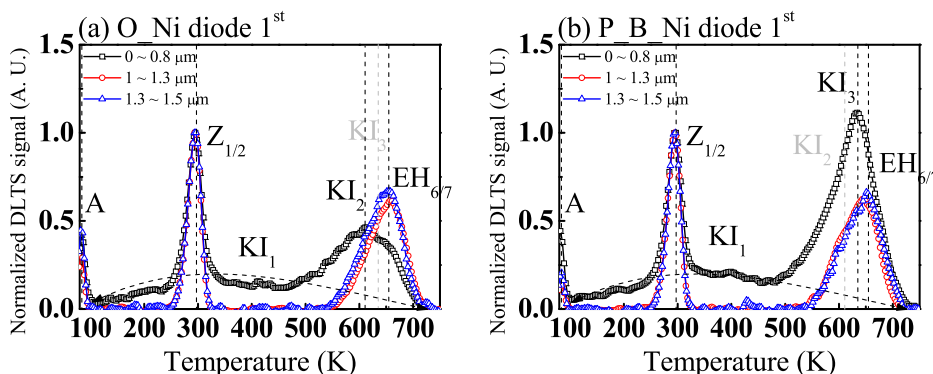 (a) O_Ni diode 1st
Normalized DLTS signal (A. U.)
1.5
1.0
0.5
0.0
0 ~ 0.8 μm
1 ~ 1.3 μm
1.3 ~ 1.5 μm
A
Z1/2
KI1
KI2
KI3
EH6/7
100 200 300 400 500 600 700
Temperature (K)
(b) P_B_Ni diode 1st
Normalized DLTS signal (A. U.)
1.5
1.0
0.5
0.0
0 ~ 0.8 μm
1 ~ 1.3 μm
1.3 ~ 1.5 μm
A
Z1/2
KI1
KI2
KI3
EH6/7
100 200 300 400 500 600 700
Temperature (K)